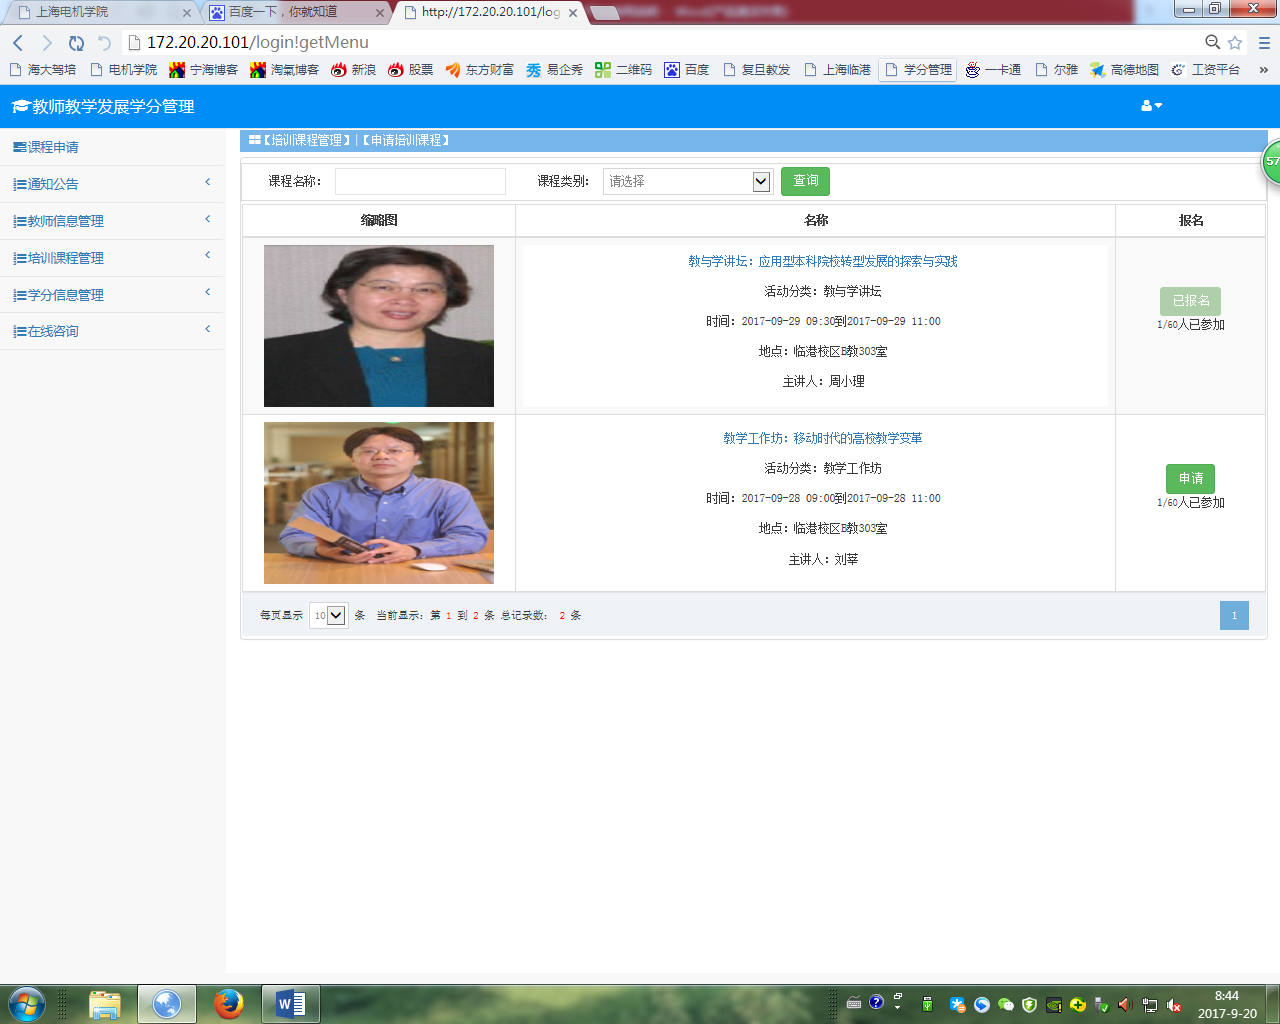 上海电机学院
百度一下，你就知道
http://172.20.20.101/log
172.20.20.101/login!getMenu
海大驾培 电机学院 宁海博客 淘氣博客 新浪 股票 东方财富 易企秀 二维码 百度 复旦教发 上海临港 学分管理 一卡通 尔雅 高德地图 工资平台 »
教师教学发展学分管理
课程申请
通知公告
教师信息管理
培训课程管理
学分信息管理
在线咨询
【培训课程管理】|【申请培训课程】
57
课程名称： 课程类别： 请选择 查询
缩略图 名称 报名
教与学讲坛：应用型本科院校转型发展的探索与实践
活动分类：教与学讲坛
时间：2017-09-29 09:30到2017-09-29 11:00
地点：临港校区B教303室
主讲人：周小理
已报名
1/60人已参加
教学工作坊：移动时代的高校教学变革
活动分类：教学工作坊
时间：2017-09-28 09:00到2017-09-28 11:00
地点：临港校区B教303室
主讲人：刘莘
申请
1/60人已参加
每页显示 10 条 当前显示：第 1 到 2 条 总记录数： 2 条
1
8:44
2017-9-20